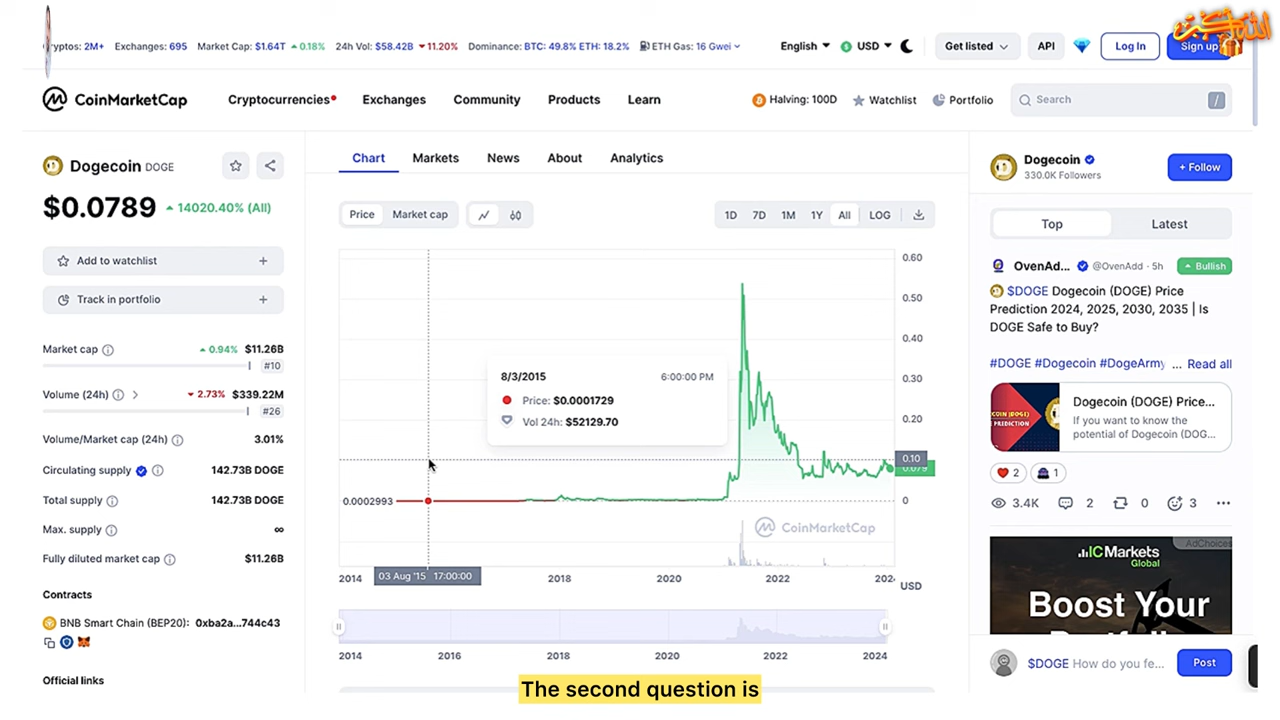 ryptos: 2M+ Exchanges: 695 Market Cap: $1.64T 0.18% 24h Vol: $58.42B 11.20% Dominance: BTC: 49.8% ETH: 18.2% ETH Gas: 16 Gwei English USD Get listed API Log In Sign up
الله أكبر
CoinMarketCap Cryptocurrencies Exchanges Community Products Learn Halving: 100D Watchlist Portfolio Search /
Dogecoin DOGE
$0.0789 14020.40% (All)
Add to watchlist +
Track in portfolio +
Market cap 0.94% $11.26B
#10
Volume (24h) 2.73% $339.22M
#26
Volume/Market cap (24h) 3.01%
Circulating supply 142.73B DOGE
Total supply 142.73B DOGE
Max. supply ∞
Fully diluted market cap $11.26B
Contracts
BNB Smart Chain (BEP20): 0xba2a...744c43
Official links
Chart Markets News About Analytics
Price Market cap 1D 7D 1M 1Y All LOG
0.60
0.50
0.40
0.30
0.20
0.10
0.079
0
8/3/2015 6:00:00 PM
Price: $0.0001729
Vol 24h: $52129.70
0.0002993
CoinMarketCap
2014 03 Aug '15 17:00:00 2018 2020 2022 202 USD
2014 2016 2018 2020 2022 2024
Dogecoin
330.0K Followers
+ Follow
Top Latest
OvenAd... @OvenAdd · 5h Bullish
$DOGE Dogecoin (DOGE) Price
Prediction 2024, 2025, 2030, 2035 | Is
DOGE Safe to Buy?
#DOGE #Dogecoin #DogeArmy ... Read all
COIN (DOGE)
PREDICTION
Dogecoin (DOGE) Price...
If you want to know the
potential of Dogecoin (DOG...
2 1
3.4K 2 0 3 ...
AdChoices
IC Markets
Global
Boost Your
$DOGE How do you fe... Post
The second question is